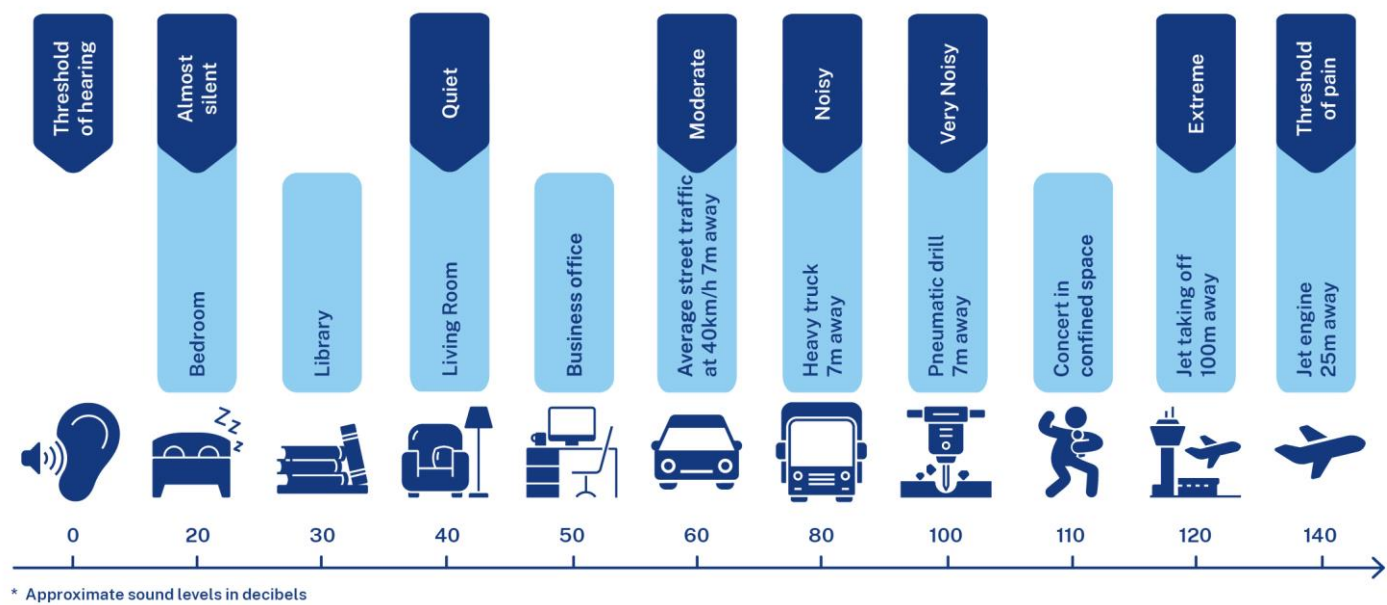 Threshold
of hearing
Almost
silent
Quiet
Moderate
Noisy
Very Noisy
Extreme
Threshold
of pain
Bedroom
Library
Living Room
Business office
Average street traffic
at 40km/h 7m away
Heavy truck
7m away
Pneumatic drill
7m away
Concert in
confined space
Jet taking off
100m away
Jet engine
25m away
Z Z Z Z
0 20 30 40 50 60 80 100 110 120 140
* Approximate sound levels in decibels